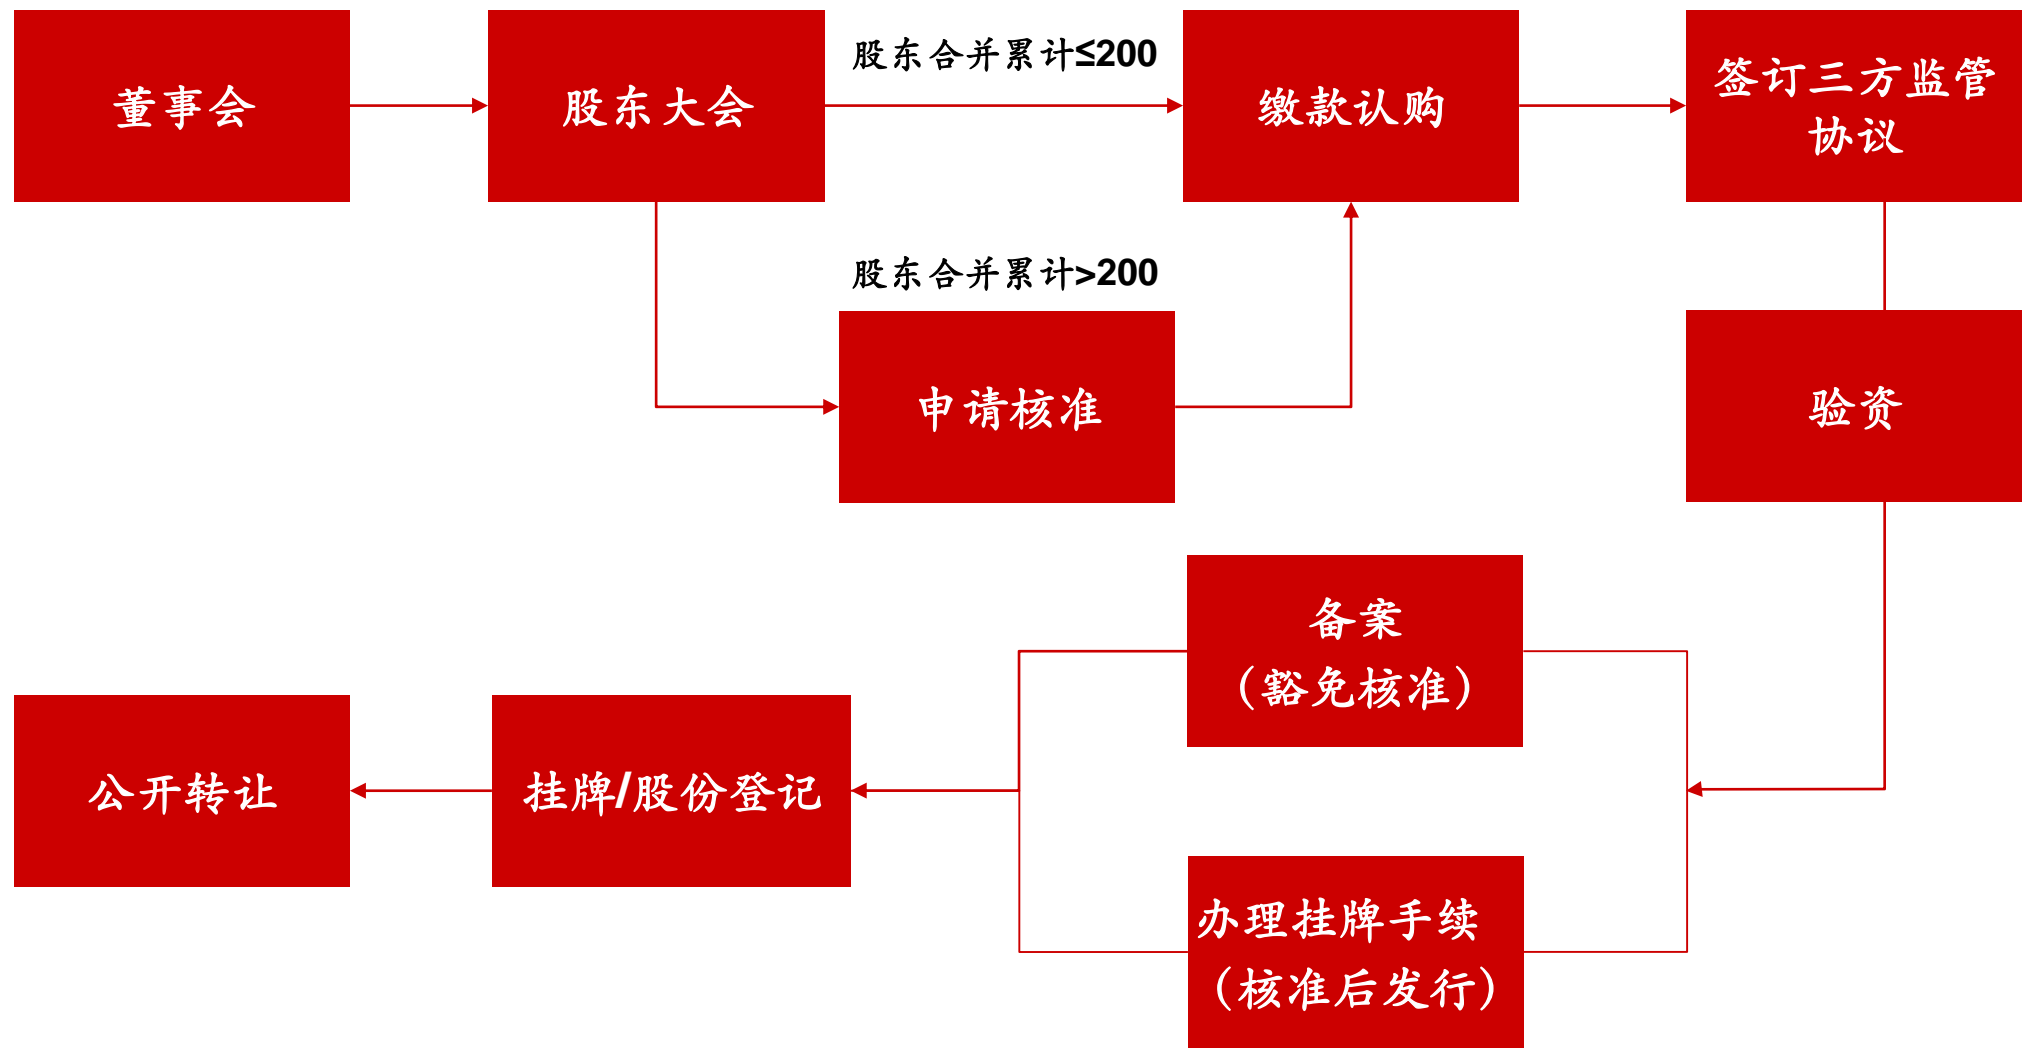 董事会
股东大会
股东合并累计≤200
缴款认购
签订三方监管
协议
股东合并累计>200
申请核准
验资
备案
（豁免核准）
公开转让
挂牌/股份登记
办理挂牌手续
（核准后发行）